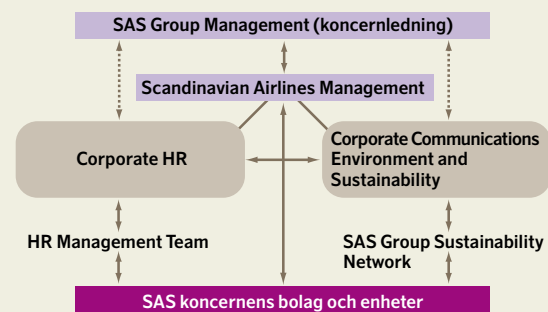 SAS Group Management (koncernledning)
Scandinavian Airlines Management
Corporate HR
Corporate Communications
Environment and
Sustainability
HR Management Team
SAS Group Sustainability
Network
SAS koncernens bolag och enheter